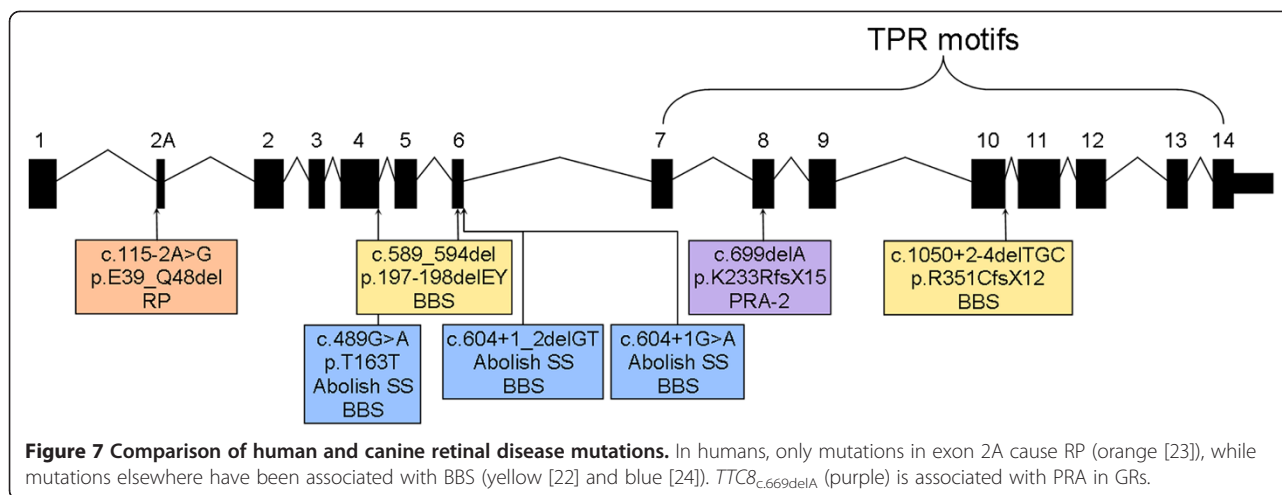 TPR motifs
1 2A 2 3 4 5 6 7 8 9 10 11 12 13 14
c.115-2A>G
p.E39_Q48del
RP
c.589_594del
p.197-198delEY
BBS
c.699delA
p.K233RfsX15
PRA-2
c.1050+2-4delTGC
p.R351CfsX12
BBS
c.489G>A
p.T163T
Abolish SS
BBS
c.604+1_2delGT
Abolish SS
BBS
c.604+1G>A
Abolish SS
BBS
Figure 7 Comparison of human and canine retinal disease mutations. In humans, only mutations in exon 2A cause RP (orange [23]), while
mutations elsewhere have been associated with BBS (yellow [22] and blue [24]). TTC8c.669delA (purple) is associated with PRA in GRs.